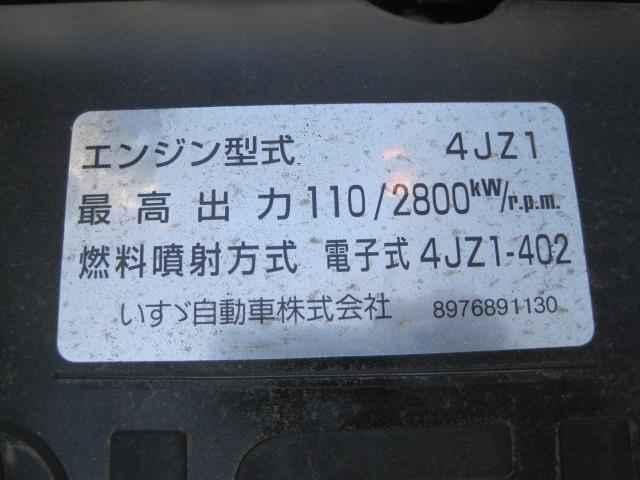 エンジン型式 4JZ1
最高出力 110/2800kW/r.p.m.
燃料噴射方式 電子式 4JZ1-402
いすゞ自動車株式会社 8976891130